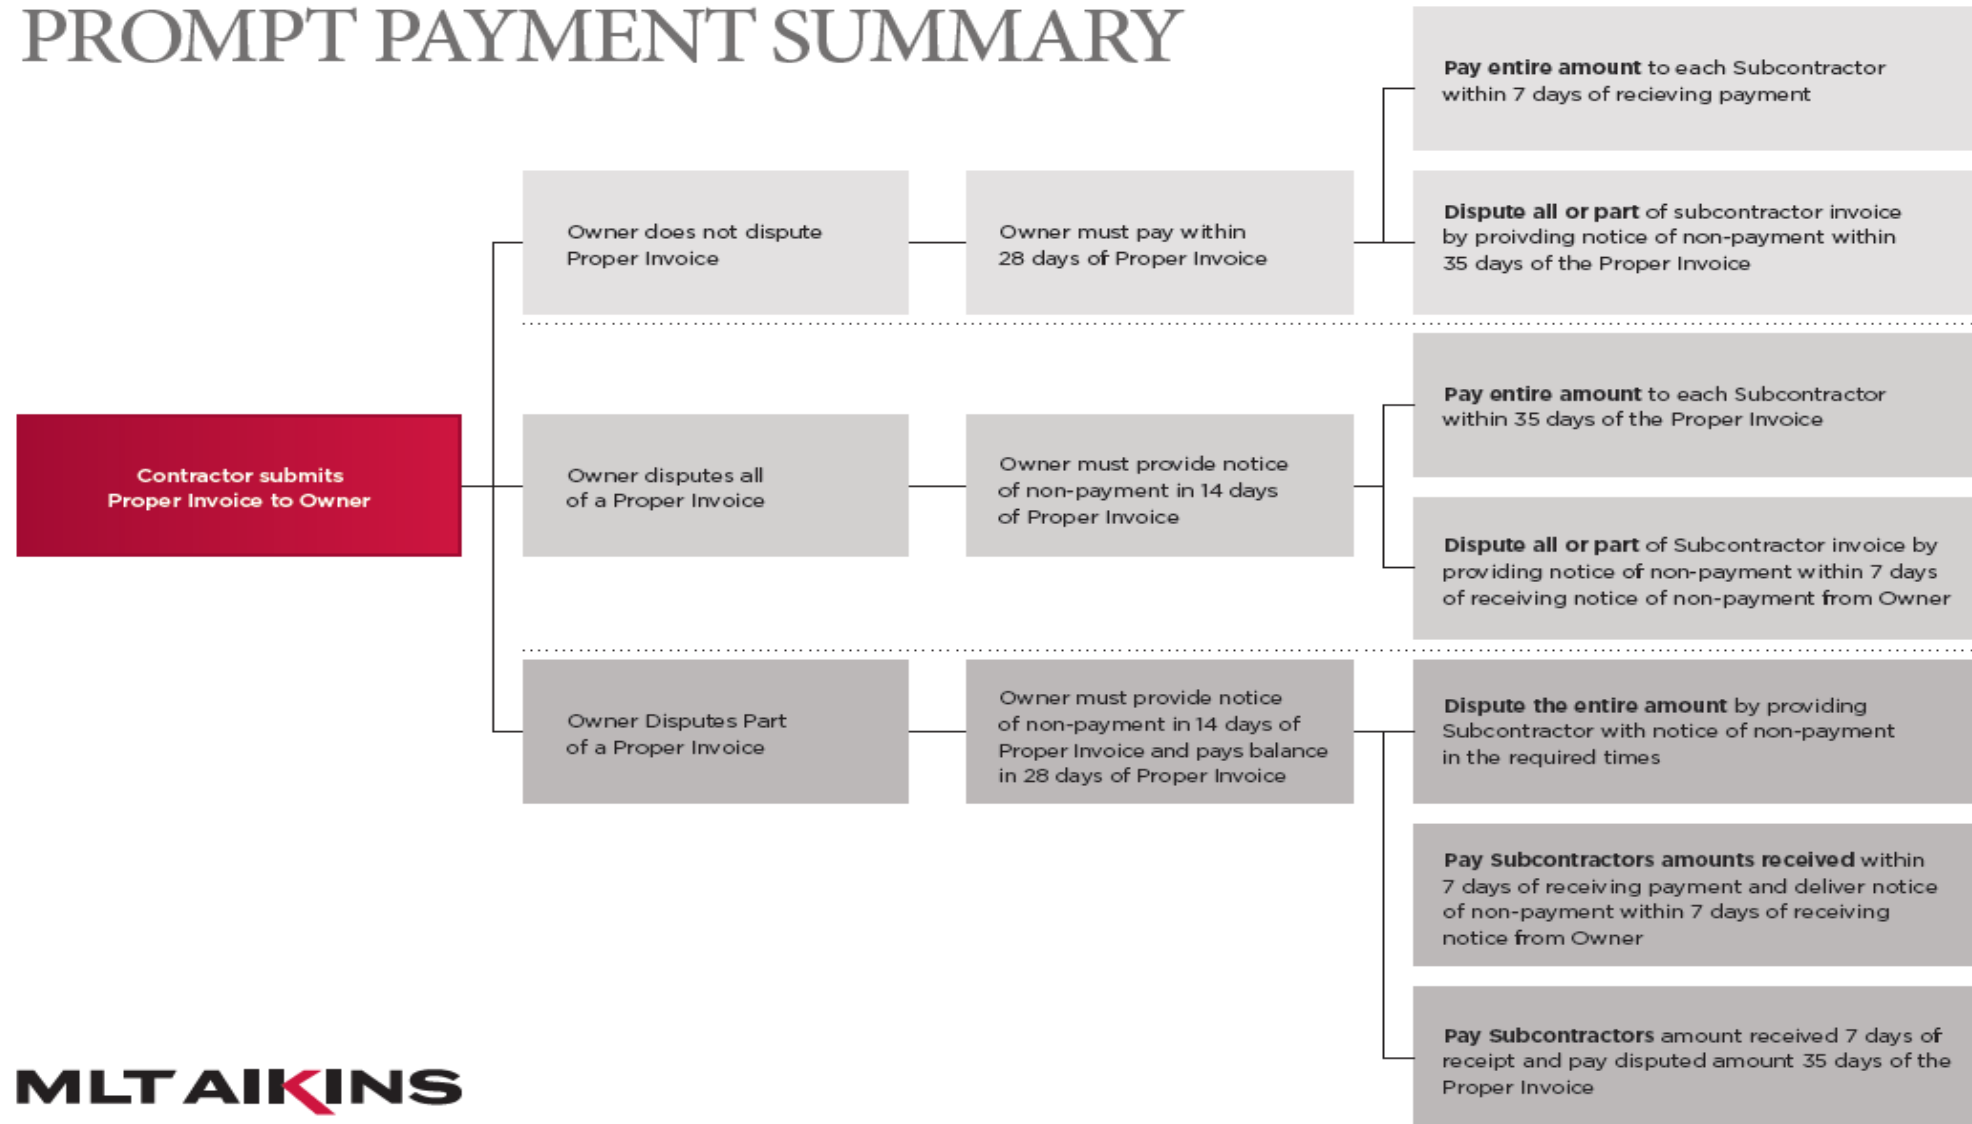 PROMPT PAYMENT SUMMARY
Contractor submits
Proper Invoice to Owner
Owner does not dispute
Proper Invoice
Owner must pay within
28 days of Proper Invoice
Pay entire amount to each Subcontractor
within 7 days of recieving payment
Dispute all or part of subcontractor invoice
by proivding notice of non-payment within
35 days of the Proper Invoice
Owner disputes all
of a Proper Invoice
Owner must provide notice
of non-payment in 14 days
of Proper Invoice
Pay entire amount to each Subcontractor
within 35 days of the Proper Invoice
Dispute all or part of Subcontractor invoice by
providing notice of non-payment within 7 days
of receiving notice of non-payment from Owner
Owner Disputes Part
of a Proper Invoice
Owner must provide notice
of non-payment in 14 days of
Proper Invoice and pays balance
in 28 days of Proper Invoice
Dispute the entire amount by providing
Subcontractor with notice of non-payment
in the required times
Pay Subcontractors amounts received within
7 days of receiving payment and deliver notice
of non-payment within 7 days of receiving
notice from Owner
Pay Subcontractors amount received 7 days of
receipt and pay disputed amount 35 days of the
Proper Invoice
MLT AIKINS